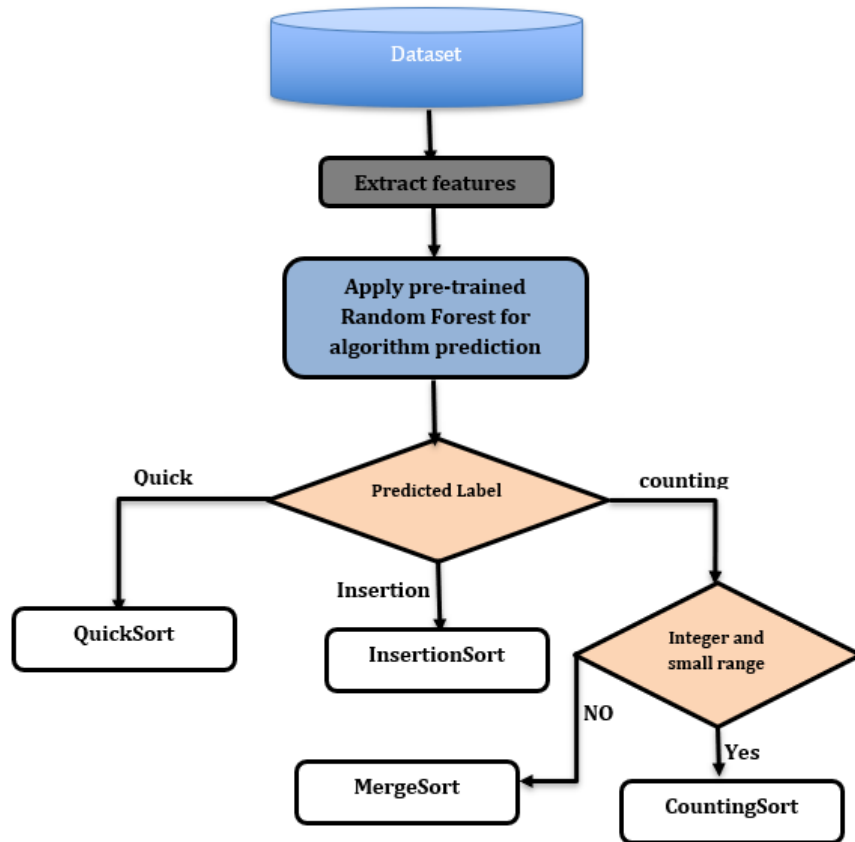 Dataset
Extract features
Apply pre-trained
Random Forest for
algorithm prediction
Quick
Predicted Label
counting
Insertion
QuickSort
InsertionSort
Integer and
small range
NO
Yes
MergeSort
CountingSort